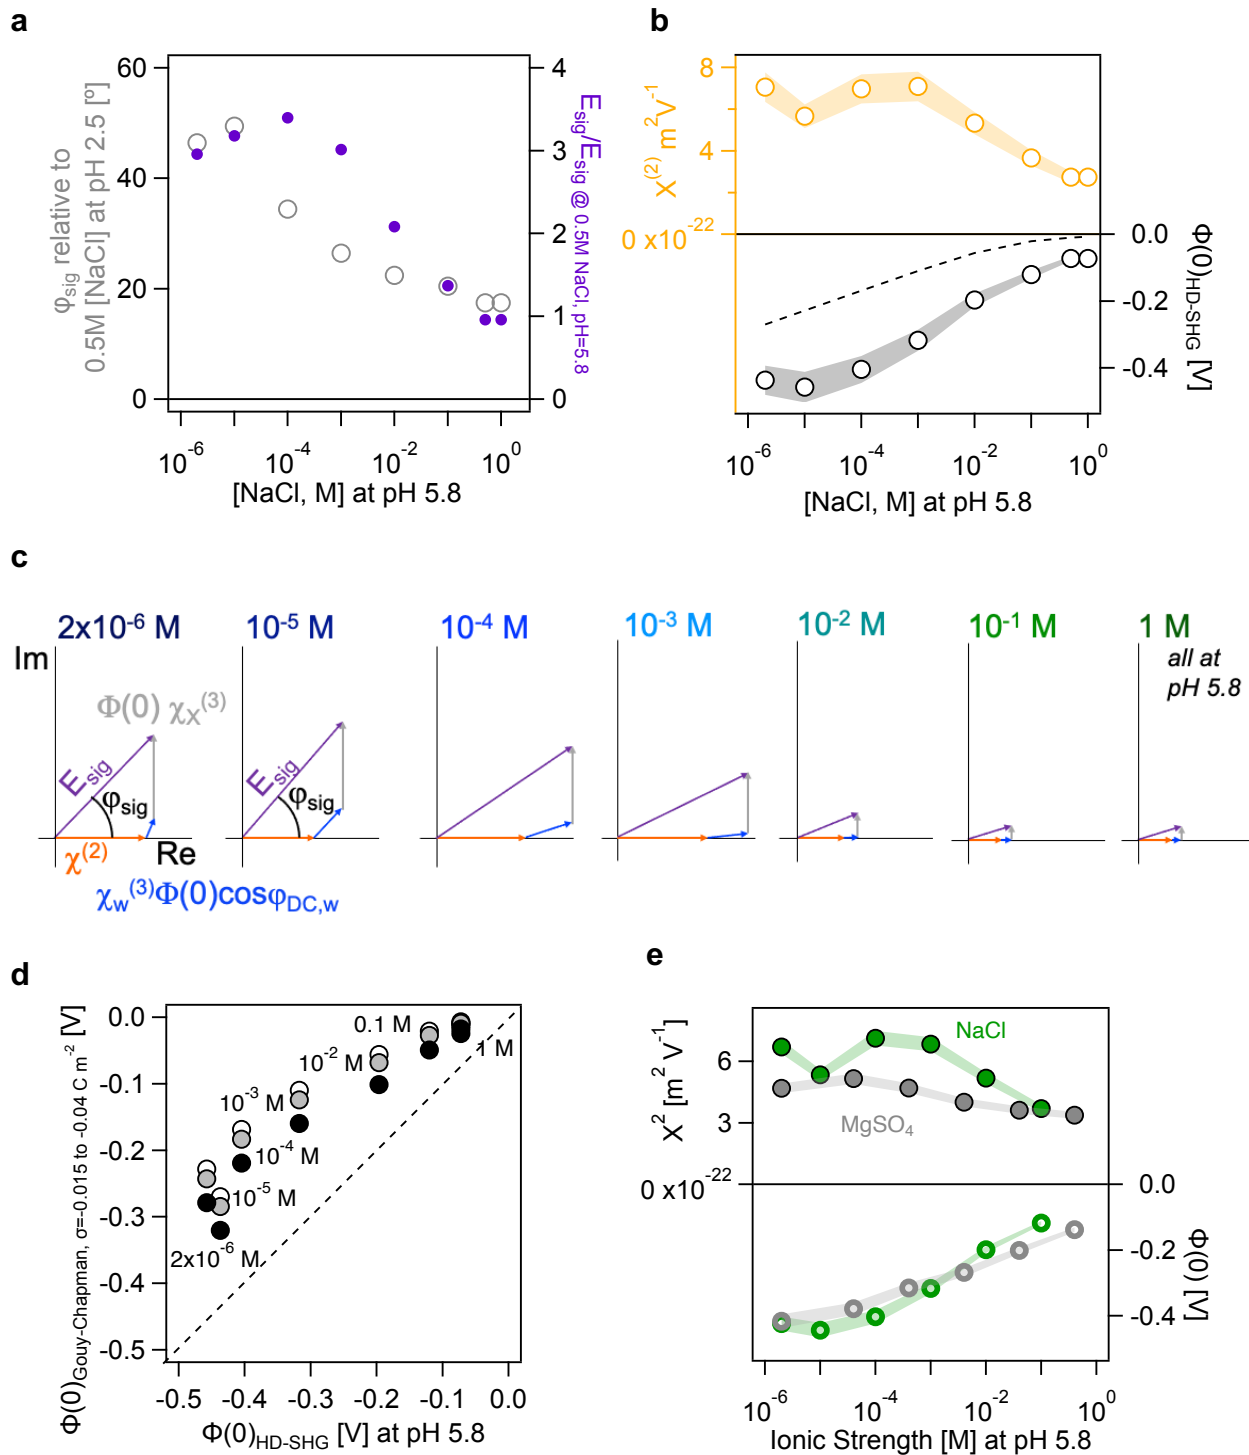 a
60
40
20
0
φsig relative to
0.5M [NaCl] at pH 2.5 [º]
4
3
2
1
0
Esig/Esig @ 0.5M NaCl, pH=5.8
10-6
10-4
10-2
100
[NaCl, M] at pH 5.8
b
8
4
0 x10-22
X(2) m2V-1
0.0
-0.2
-0.4
Φ(0)HD-SHG [V]
10-6
10-4
10-2
100
[NaCl, M] at pH 5.8
c
2x10-6 M
10-5 M
10-4 M
10-3 M
10-2 M
10-1 M
1 M
all at
pH 5.8
Im
Φ(0) χX(3)
Esig
φsig
Esig
φsig
χ(2)
Re
χw(3)Φ(0)cosφDC,w
d
0.0
-0.1
-0.2
-0.3
-0.4
-0.5
Φ(0)Gouy-Chapman, σ=-0.015 to -0.04 C m-2 [V]
0.1 M
1 M
10-2 M
10-3 M
10-4 M
10-5 M
2x10-6 M
-0.5
-0.4
-0.3
-0.2
-0.1
0.0
Φ(0)HD-SHG [V] at pH 5.8
e
6
3
0 x10-22
X2 [m2 V-1]
NaCl
MgSO4
0.0
-0.2
-0.4
Φ(0) [V]
10-6
10-4
10-2
100
Ionic Strength [M] at pH 5.8